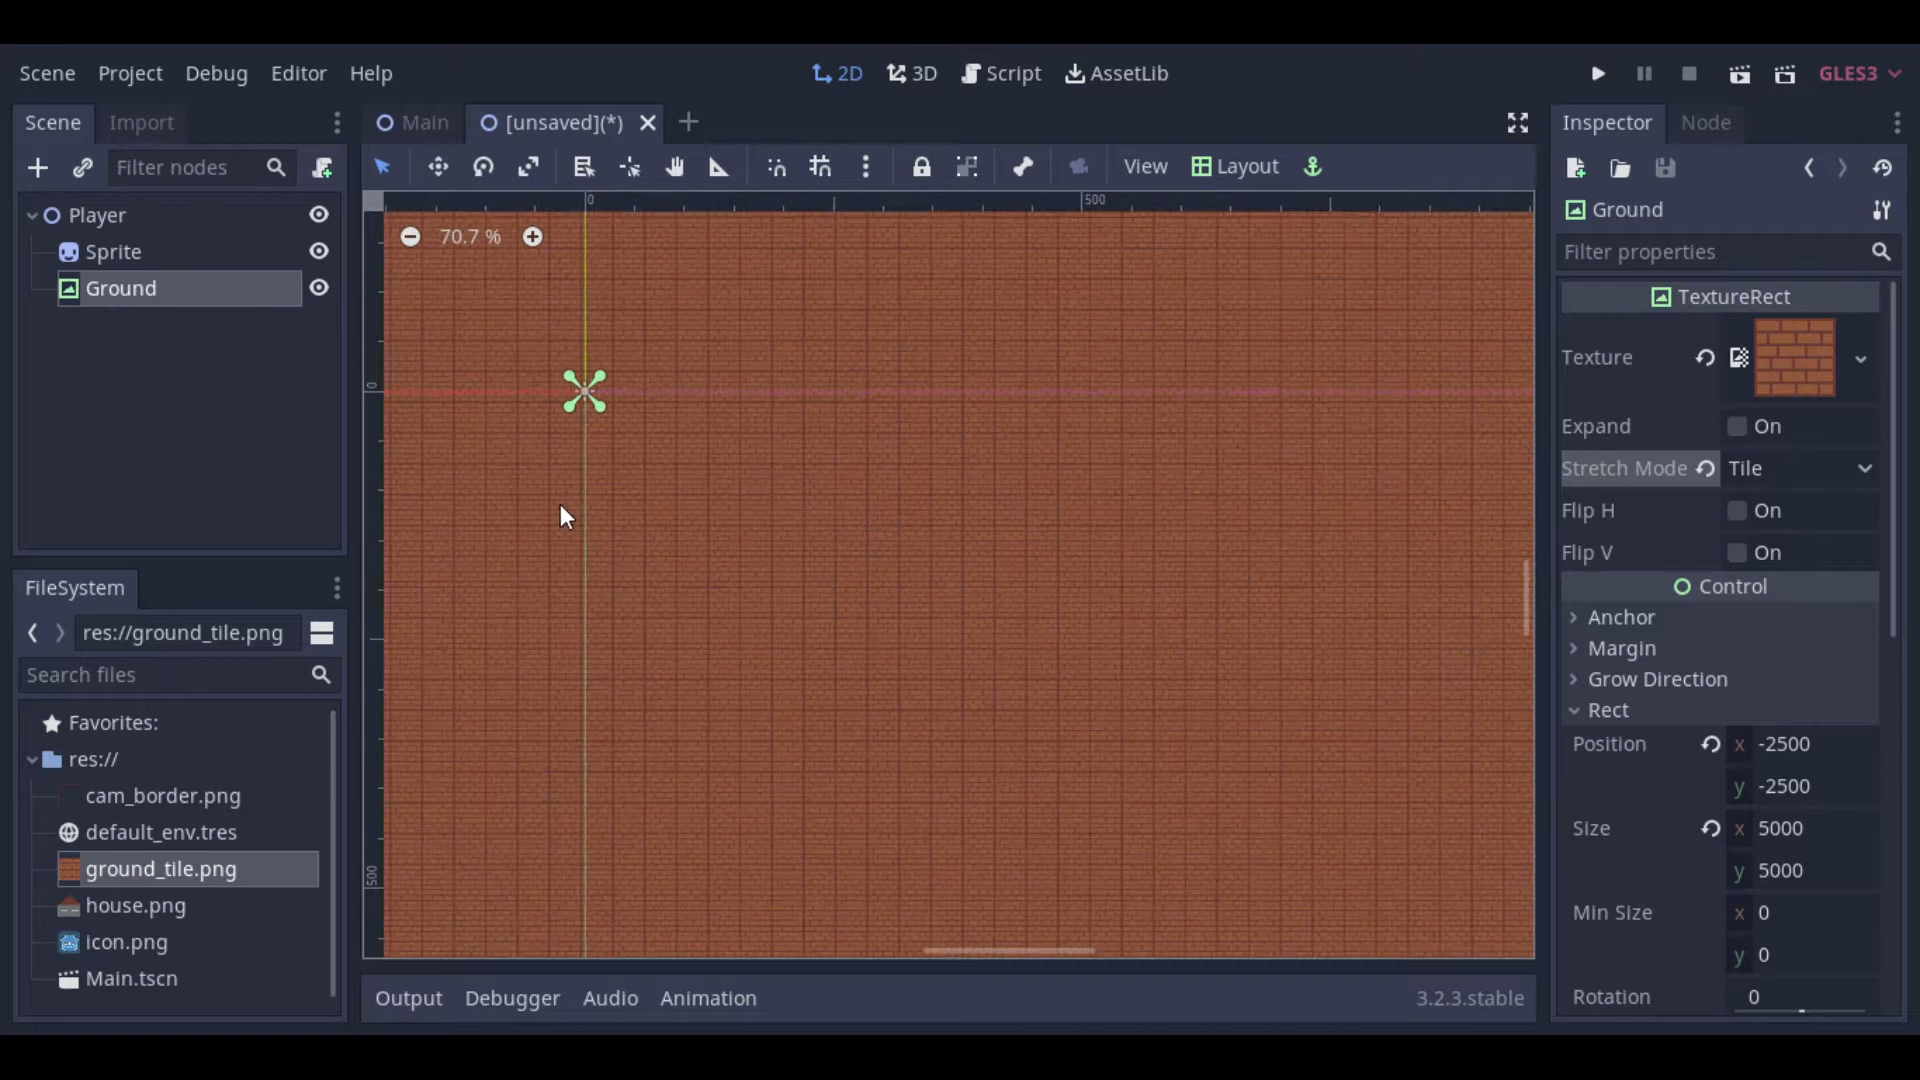 Scene Project Debug Editor Help
2D 3D Script AssetLib
GLES3
Scene Import
Main [unsaved](*)
Inspector Node
Filter nodes
View Layout
Player
Sprite
Ground
0 500
70.7 %
0
500
Ground
Filter properties
TextureRect
Texture
Expand On
Stretch Mode Tile
Flip H On
Flip V On
Control
Anchor
Margin
Grow Direction
Rect
Position x -2500
y -2500
Size x 5000
y 5000
Min Size x 0
y 0
Rotation 0
FileSystem
res://ground_tile.png
Search files
Favorites:
res://
cam_border.png
default_env.tres
ground_tile.png
house.png
icon.png
Main.tscn
Output Debugger Audio Animation
3.2.3.stable